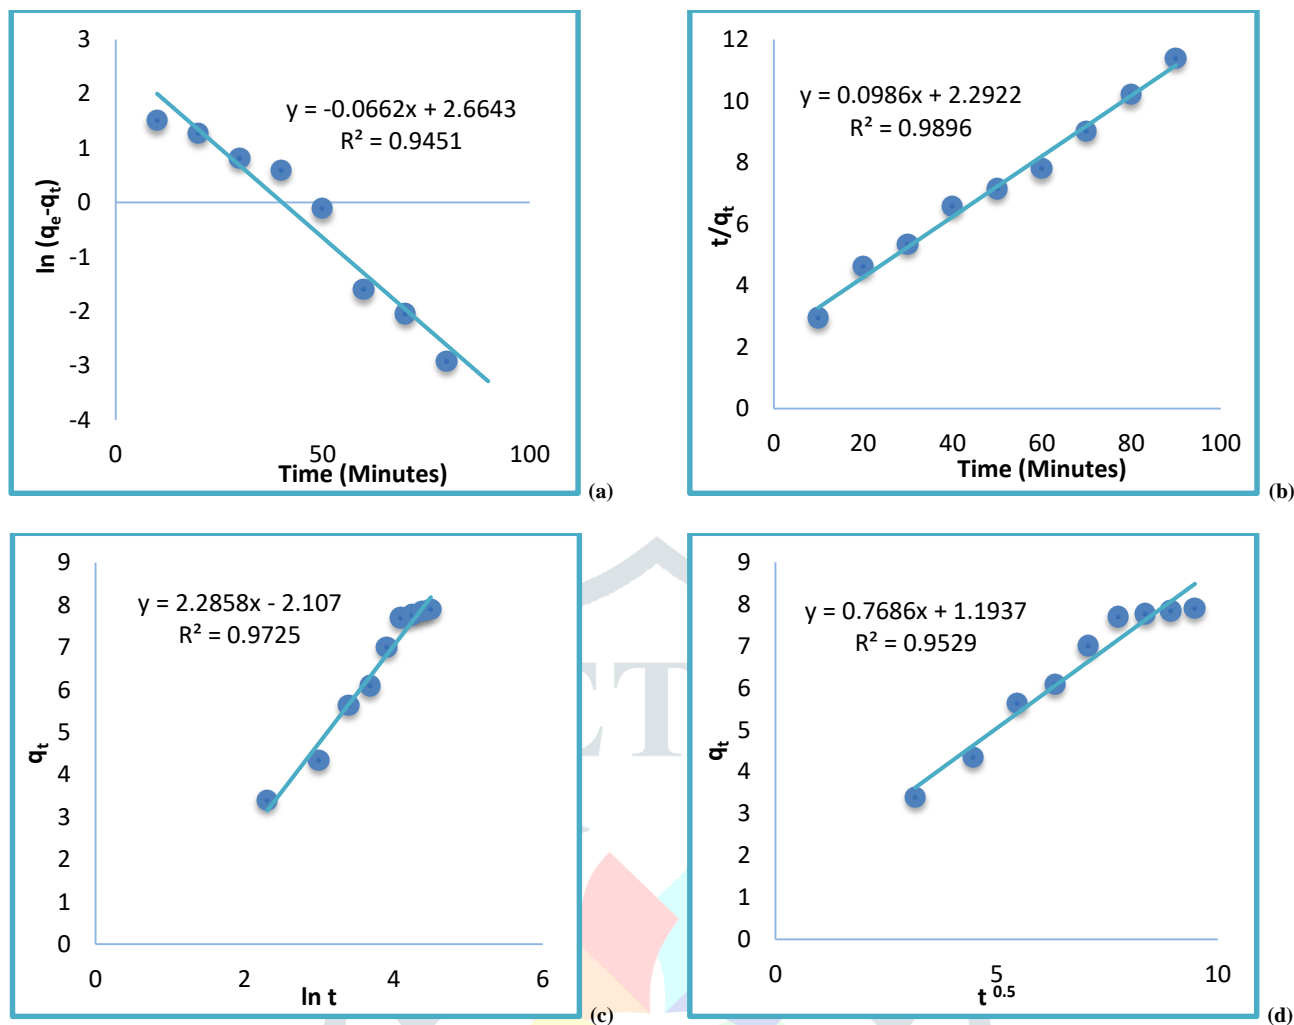 3
2
1
0
-1
-2
-3
-4
ln (qₑ-qₜ)
y = -0.0662x + 2.6643
R² = 0.9451
0
50
100
Time (Minutes)
(a)
12
10
8
6
4
2
0
t/qₜ
y = 0.0986x + 2.2922
R² = 0.9896
0
20
40
60
80
100
Time (Minutes)
(b)
9
8
7
6
5
4
3
2
1
0
qₜ
y = 2.2858x - 2.107
R² = 0.9725
0
2
4
6
ln t
(c)
9
8
7
6
5
4
3
2
1
0
qₜ
y = 0.7686x + 1.1937
R² = 0.9529
0
5
10
t ⁰·⁵
(d)